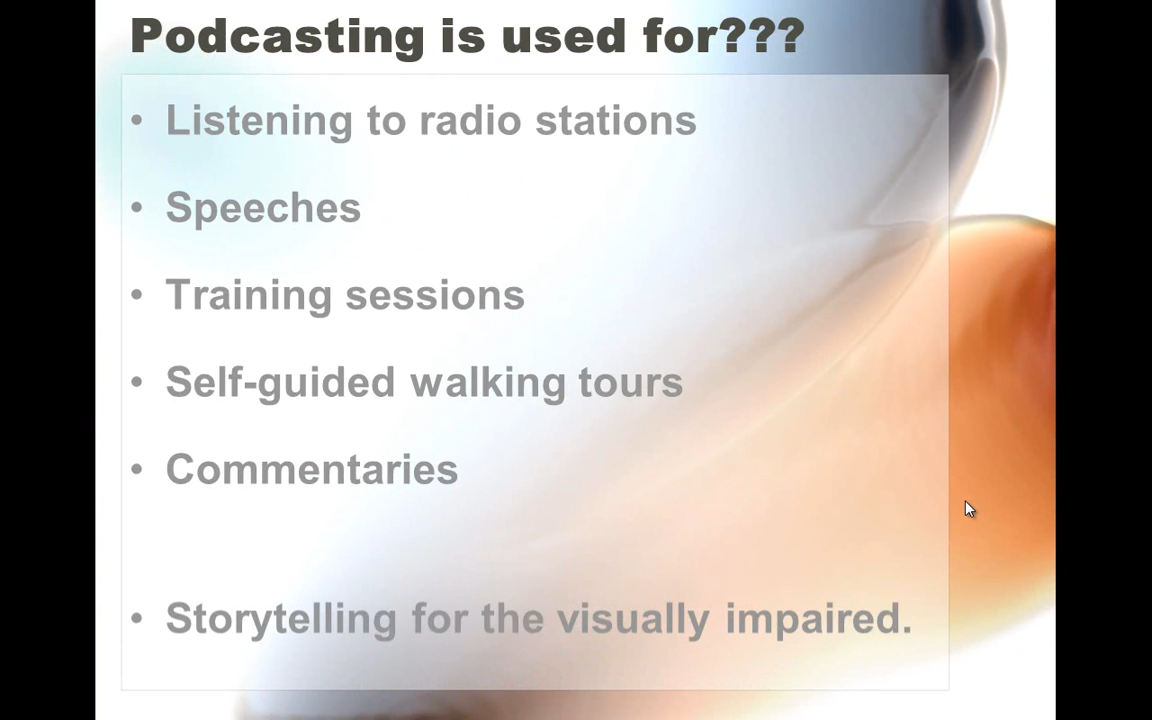 Podcasting is used for???
• Listening to radio stations
• Speeches
• Training sessions
• Self-guided walking tours
• Commentaries
• Storytelling for the visually impaired.